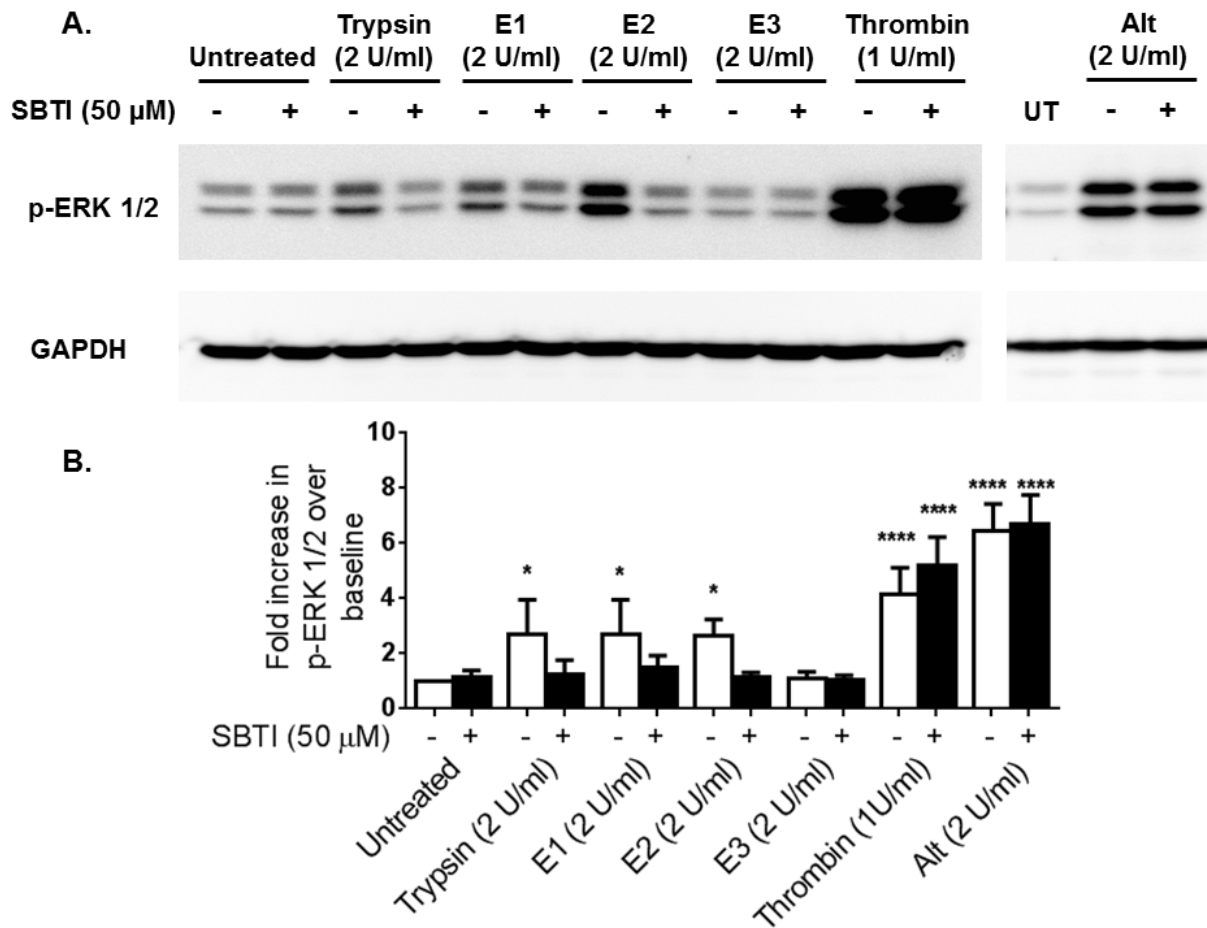 A.
Untreated
Trypsin
(2 U/ml)
E1
(2 U/ml)
E2
(2 U/ml)
E3
(2 U/ml)
Thrombin
(1 U/ml)
Alt
(2 U/ml)
SBTI (50 µM) - + - + - + - + - + - + UT - +
p-ERK 1/2
GAPDH
B.
Fold increase in
p-ERK 1/2 over
baseline
10
8
6
4
2
0
* * * **** **** **** ****
SBTI (50 µM) - + - + - + - + - + - + - +
Untreated
Trypsin (2 U/ml)
E1 (2 U/ml)
E2 (2 U/ml)
E3 (2 U/ml)
Thrombin (1U/ml)
Alt (2 U/ml)